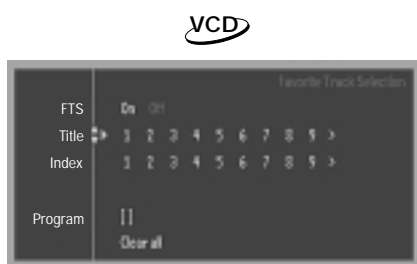 VCD
Favorite Track Selection
FTS On Off
Title 1 2 3 4 5 6 7 8 9 >
Index 1 2 3 4 5 6 7 8 9 >
Program [ ]
Clear all